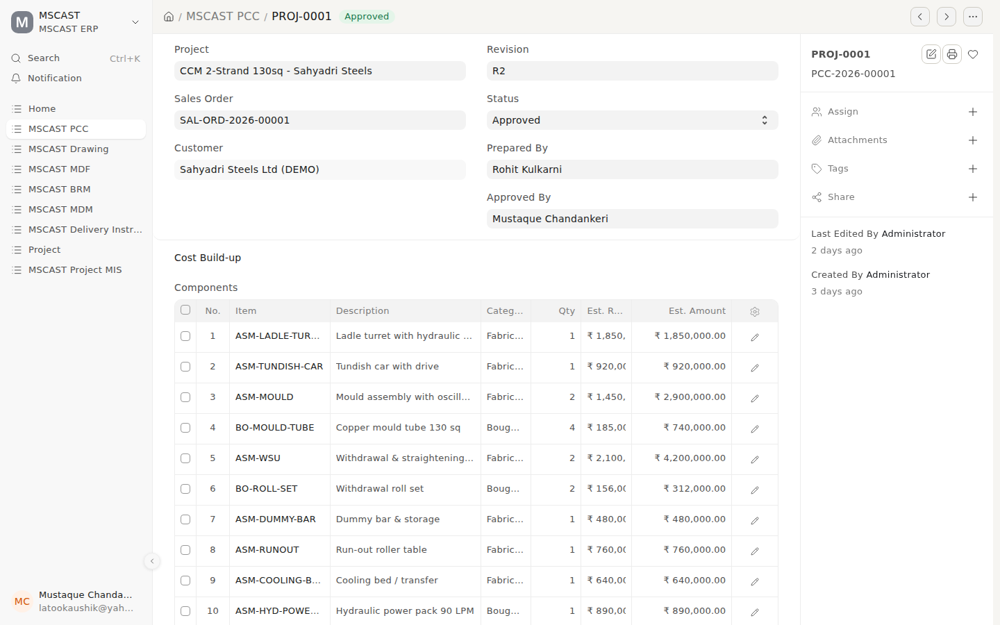 MSCAST
MSCAST ERP
Search Ctrl+K
Notification
Home
MSCAST PCC
MSCAST Drawing
MSCAST MDF
MSCAST BRM
MSCAST MDM
MSCAST Delivery Instr...
Project
MSCAST Project MIS
MC
Mustaque Chanda...
latookaushik@yah...
/ MSCAST PCC / PROJ-0001 Approved
Project
CCM 2-Strand 130sq - Sahyadri Steels
Sales Order
SAL-ORD-2026-00001
Customer
Sahyadri Steels Ltd (DEMO)
Revision
R2
Status
Approved
Prepared By
Rohit Kulkarni
Approved By
Mustaque Chandankeri
Cost Build-up
Components
No. Item Description Categ... Qty Est. R... Est. Amount
1 ASM-LADLE-TUR... Ladle turret with hydraulic ... Fabric... 1 ₹ 1,850, ₹ 1,850,000.00
2 ASM-TUNDISH-CAR Tundish car with drive Fabric... 1 ₹ 920,00 ₹ 920,000.00
3 ASM-MOULD Mould assembly with oscill... Fabric... 2 ₹ 1,450, ₹ 2,900,000.00
4 BO-MOULD-TUBE Copper mould tube 130 sq Boug... 4 ₹ 185,00 ₹ 740,000.00
5 ASM-WSU Withdrawal & straightening... Fabric... 2 ₹ 2,100, ₹ 4,200,000.00
6 BO-ROLL-SET Withdrawal roll set Boug... 2 ₹ 156,00 ₹ 312,000.00
7 ASM-DUMMY-BAR Dummy bar & storage Fabric... 1 ₹ 480,00 ₹ 480,000.00
8 ASM-RUNOUT Run-out roller table Fabric... 1 ₹ 760,00 ₹ 760,000.00
9 ASM-COOLING-B... Cooling bed / transfer Fabric... 1 ₹ 640,00 ₹ 640,000.00
10 ASM-HYD-POWE... Hydraulic power pack 90 LPM Boug... 1 ₹ 890,00 ₹ 890,000.00
PROJ-0001
PCC-2026-00001
Assign
Attachments
Tags
Share
Last Edited By Administrator
2 days ago
Created By Administrator
3 days ago